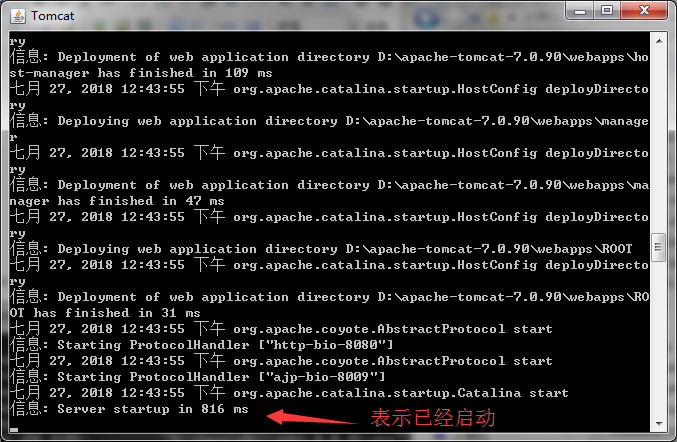 Tomcat
ry
信息: Deployment of web application directory D:\apache-tomcat-7.0.90\webapps\ho
st-manager has finished in 109 ms
七月 27, 2018 12:43:55 下午 org.apache.catalina.startup.HostConfig deployDirecto
ry
信息: Deploying web application directory D:\apache-tomcat-7.0.90\webapps\manage
r
七月 27, 2018 12:43:55 下午 org.apache.catalina.startup.HostConfig deployDirecto
ry
信息: Deployment of web application directory D:\apache-tomcat-7.0.90\webapps\ma
nager has finished in 47 ms
七月 27, 2018 12:43:55 下午 org.apache.catalina.startup.HostConfig deployDirecto
ry
信息: Deploying web application directory D:\apache-tomcat-7.0.90\webapps\ROOT
七月 27, 2018 12:43:55 下午 org.apache.catalina.startup.HostConfig deployDirecto
ry
信息: Deployment of web application directory D:\apache-tomcat-7.0.90\webapps\RO
OT has finished in 31 ms
七月 27, 2018 12:43:55 下午 org.apache.coyote.AbstractProtocol start
信息: Starting ProtocolHandler ["http-bio-8080"]
七月 27, 2018 12:43:55 下午 org.apache.coyote.AbstractProtocol start
信息: Starting ProtocolHandler ["ajp-bio-8009"]
七月 27, 2018 12:43:55 下午 org.apache.catalina.startup.Catalina start
信息: Server startup in 816 ms
表示已经启动